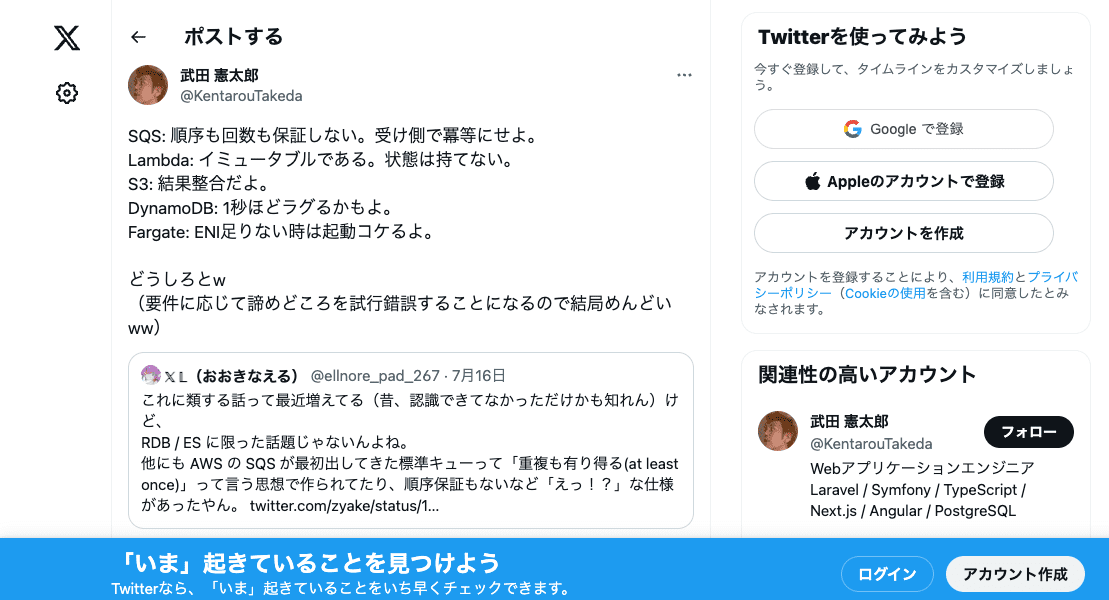 ポストする
武田 憲太郎
@KentarouTakeda
SQS: 順序も回数も保証しない。受け側で冪等にせよ。
Lambda: イミュータブルである。状態は持てない。
S3: 結果整合だよ。
DynamoDB: 1秒ほどラグるかもよ。
Fargate: ENI足りない時は起動コケるよ。
どうしろとw
（要件に応じて諦めどころを試行錯誤することになるので結局めんどい
ww）
𝕏𝕃（おおきなえる） @ellnore_pad_267 · 7月16日
これに類する話って最近増えてる（昔、認識できてなかっただけかも知れん）け
ど、
RDB / ES に限った話題じゃないんよね。
他にも AWS の SQS が最初出してきた標準キューって「重複も有り得る(at least
once)」って言う思想で作られてたり、順序保証もないなど「えっ！？」な仕様
があったやん。 twitter.com/zyake/status/1...
Twitterを使ってみよう
今すぐ登録して、タイムラインをカスタマイズしましょ
う。
Google で登録
Appleのアカウントで登録
アカウントを作成
アカウントを登録することにより、利用規約とプライバ
シーポリシー（Cookieの使用を含む）に同意したとみ
なされます。
関連性の高いアカウント
武田 憲太郎
@KentarouTakeda
フォロー
Webアプリケーションエンジニア
Laravel / Symfony / TypeScript /
Next.js / Angular / PostgreSQL
「いま」起きていることを見つけよう
Twitterなら、「いま」起きていることをいち早くチェックできます。
ログイン
アカウント作成